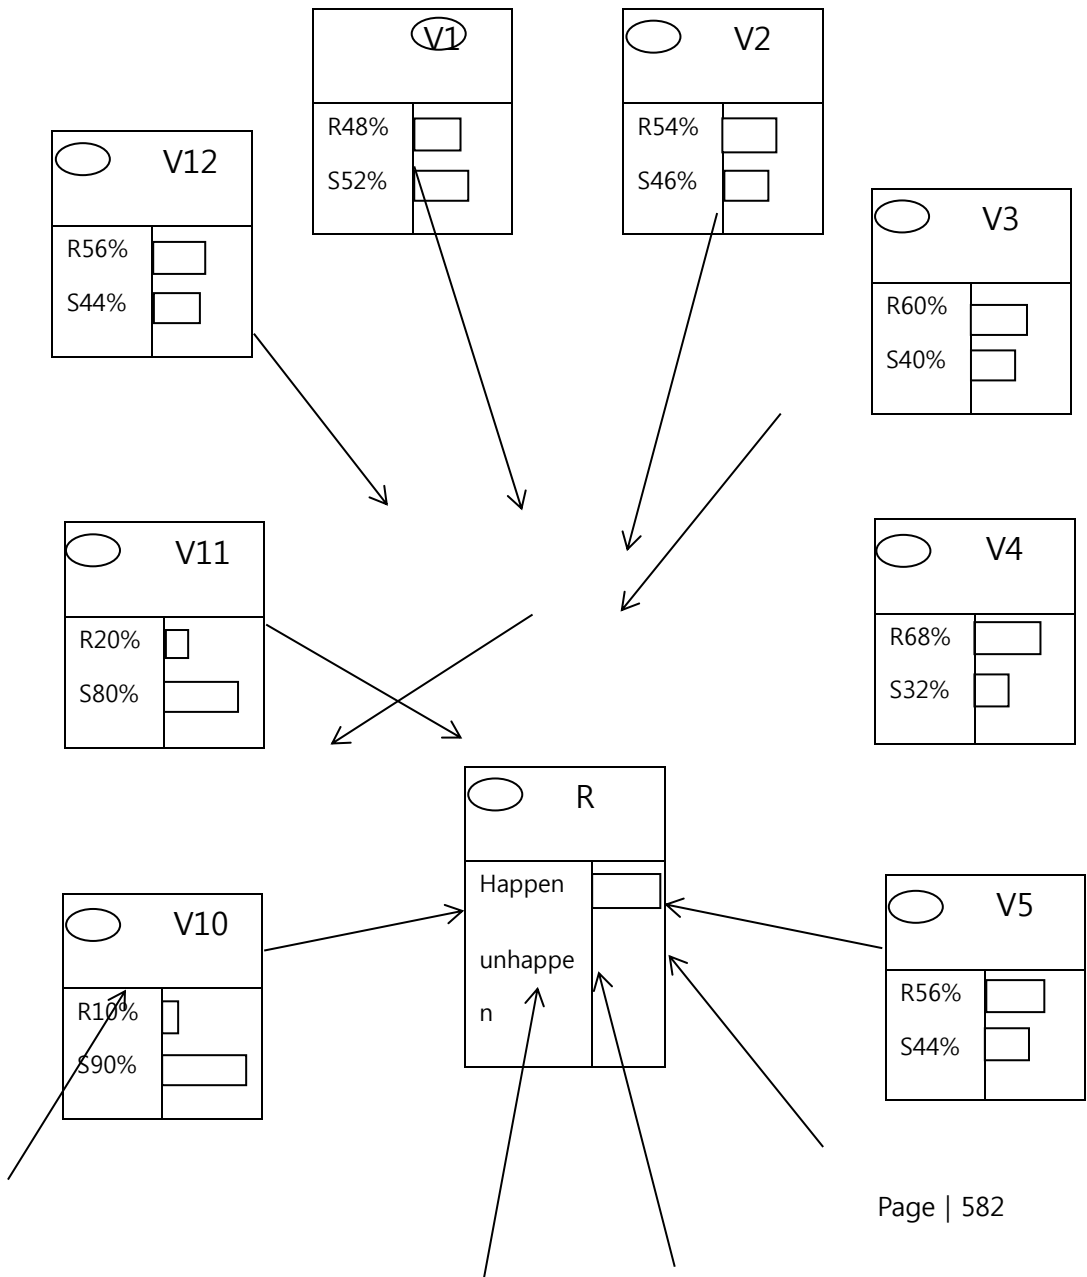 V1
R48%
S52%
V2
R54%
S46%
V12
R56%
S44%
V3
R60%
S40%
V11
R20%
S80%
V4
R68%
S32%
R
Happen
unhappe
n
V10
R10%
S90%
V5
R56%
S44%
Page | 582